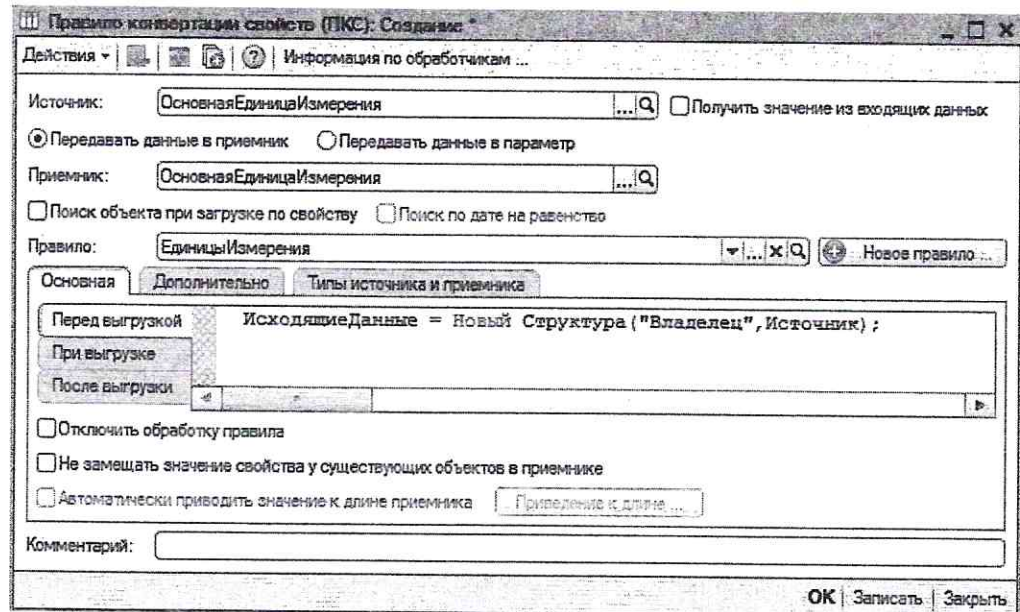 Правило конвертации свойств (ПКС): Создание *
Действия Информация по обработчикам ...
Источник: ОсновнаяЕдиницаИзмерения ... Получить значение из входящих данных
Передавать данные в приемник Передавать данные в параметр
Приемник: ОсновнаяЕдиницаИзмерения ...
Поиск объекта при загрузке по свойству Поиск по дате на равенство
Правило: ЕдиницыИзмерения ... Новое правило ...
Основная Дополнительно Типы источника и приемника
Перед выгрузкой ИсходящиеДанные = Новый Структура("Владелец",Источник);
При выгрузке
После выгрузки
Отключить обработку правила
Не замещать значение свойства у существующих объектов в приемнике
Автоматически приводить значение к длине приемника Приведение к длине ...
Комментарий:
OK Записать Закрыть